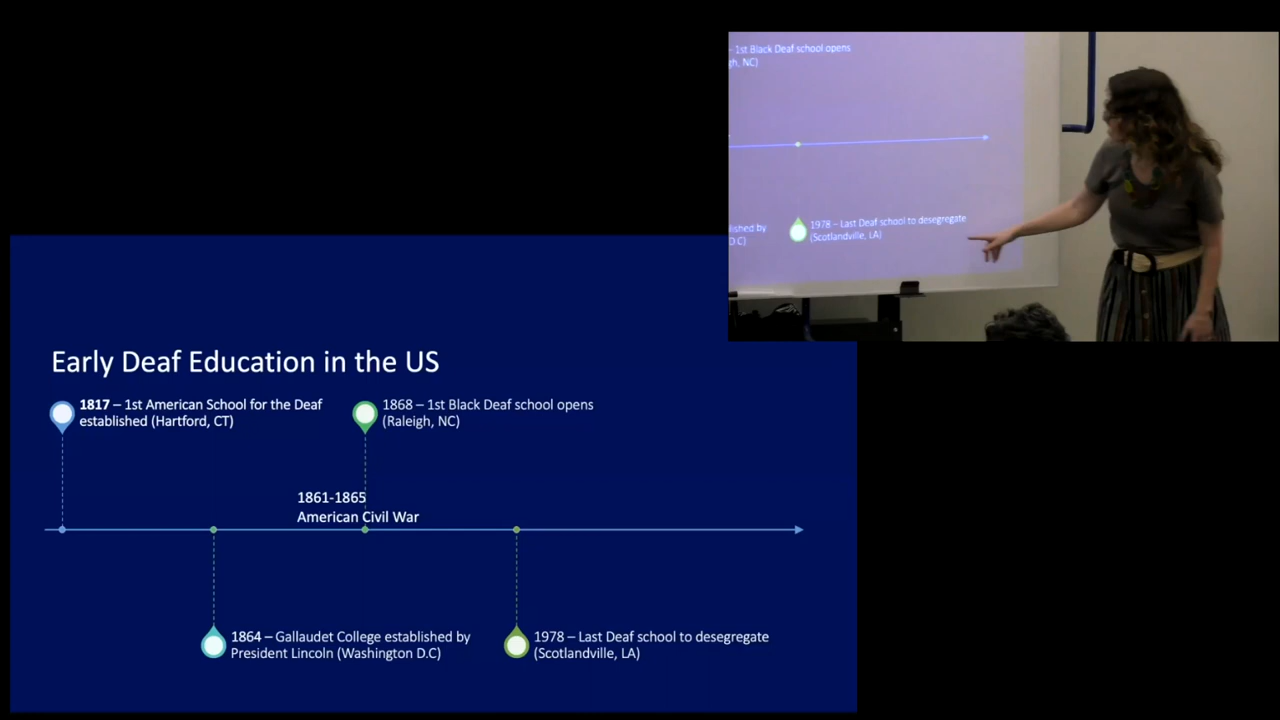 - 1st Black Deaf school opens
gh, NC)
lished by
D C)
1978 – Last Deaf school to desegregate
(Scotlandville, LA)
Early Deaf Education in the US
1817 – 1st American School for the Deaf
established (Hartford, CT)
1868 – 1st Black Deaf school opens
(Raleigh, NC)
1861-1865
American Civil War
1864 – Gallaudet College established by
President Lincoln (Washington D.C)
1978 – Last Deaf school to desegregate
(Scotlandville, LA)